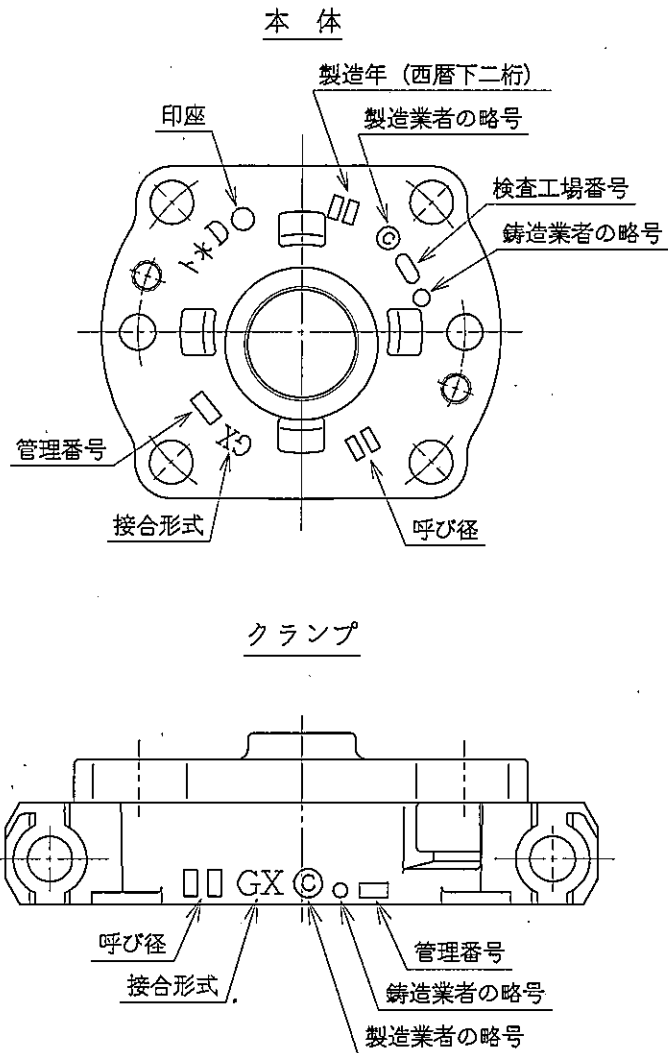 本 体
製造年 (西暦下二桁)
印座
製造業者の略号
検査工場番号
鋳造業者の略号
ト*D
©
管理番号
GX
接合形式
呼び径
クランプ
GX ©
呼び径
管理番号
接合形式
鋳造業者の略号
製造業者の略号